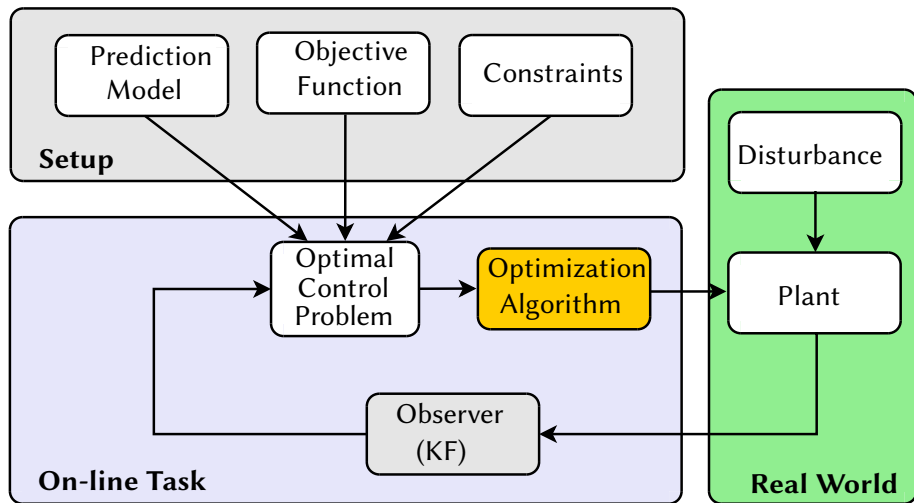 Prediction
Model
Objective
Function
Constraints
Setup
Disturbance
Optimal
Control
Problem
Optimization
Algorithm
Plant
Observer
(KF)
On-line Task
Real World